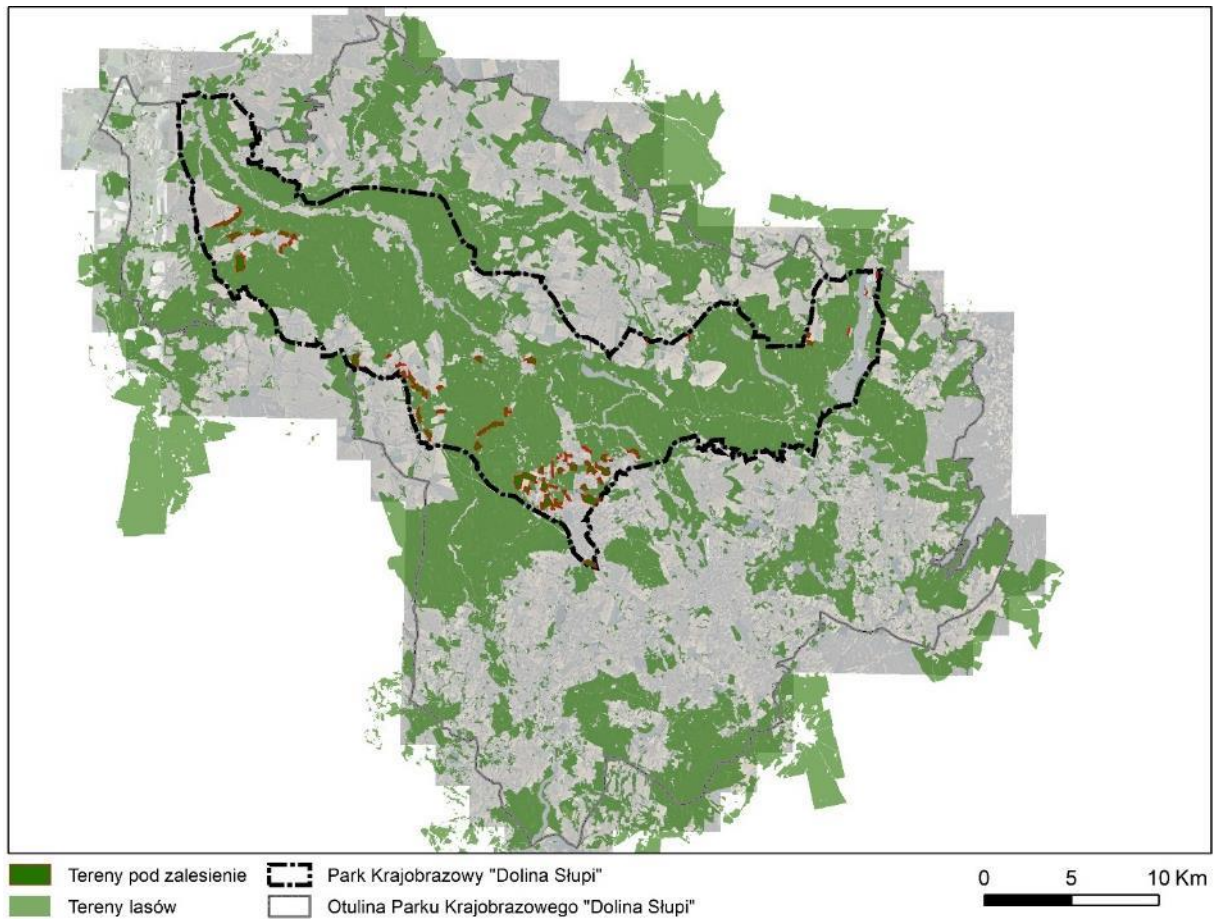 Tereny pod zalesienie
Park Krajobrazowy "Dolina Słupi"
Tereny lasów
Otulina Parku Krajobrazowego "Dolina Słupi"
0 5 10 Km